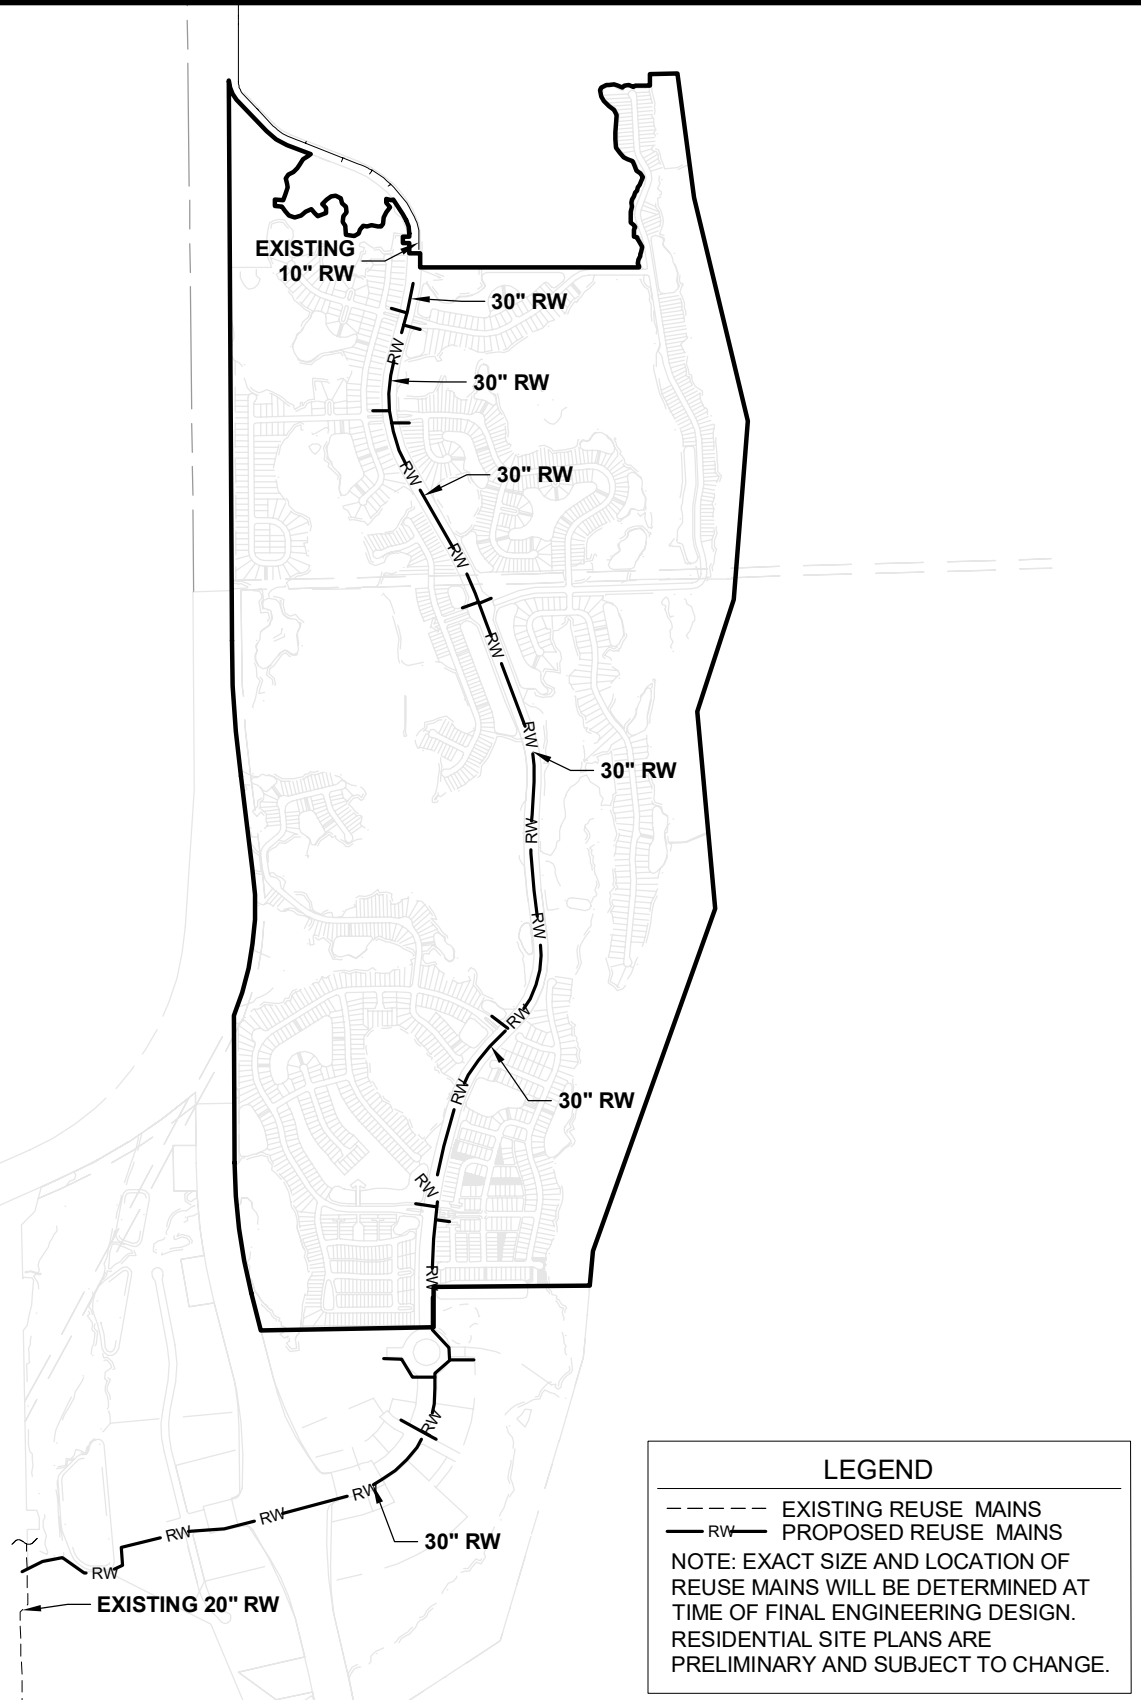 EXISTING
10" RW
30" RW
RW
30" RW
RW
30" RW
RW
RW
RW
30" RW
RW
RW
RW
RW
30" RW
RW
RW
RW
RW
30" RW
RW
RW
RW
EXISTING 20" RW
LEGEND
EXISTING REUSE MAINS
RW PROPOSED REUSE MAINS
NOTE: EXACT SIZE AND LOCATION OF
REUSE MAINS WILL BE DETERMINED AT
TIME OF FINAL ENGINEERING DESIGN.
RESIDENTIAL SITE PLANS ARE
PRELIMINARY AND SUBJECT TO CHANGE.